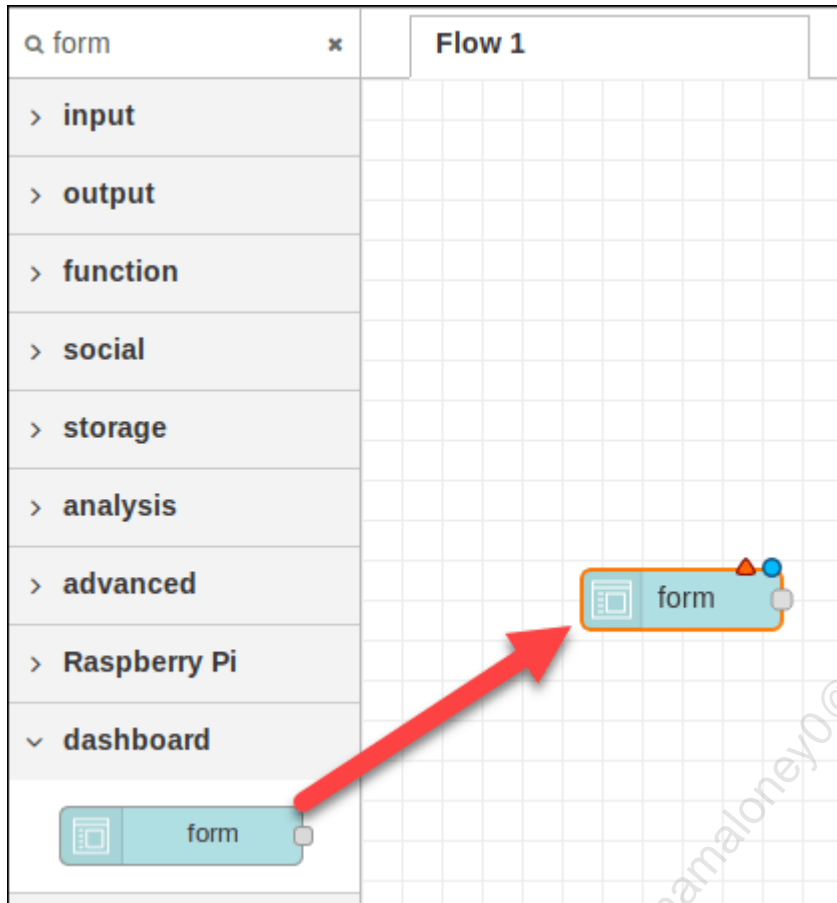 form
Flow 1
input
output
function
social
storage
analysis
advanced
Raspberry Pi
dashboard
form
form